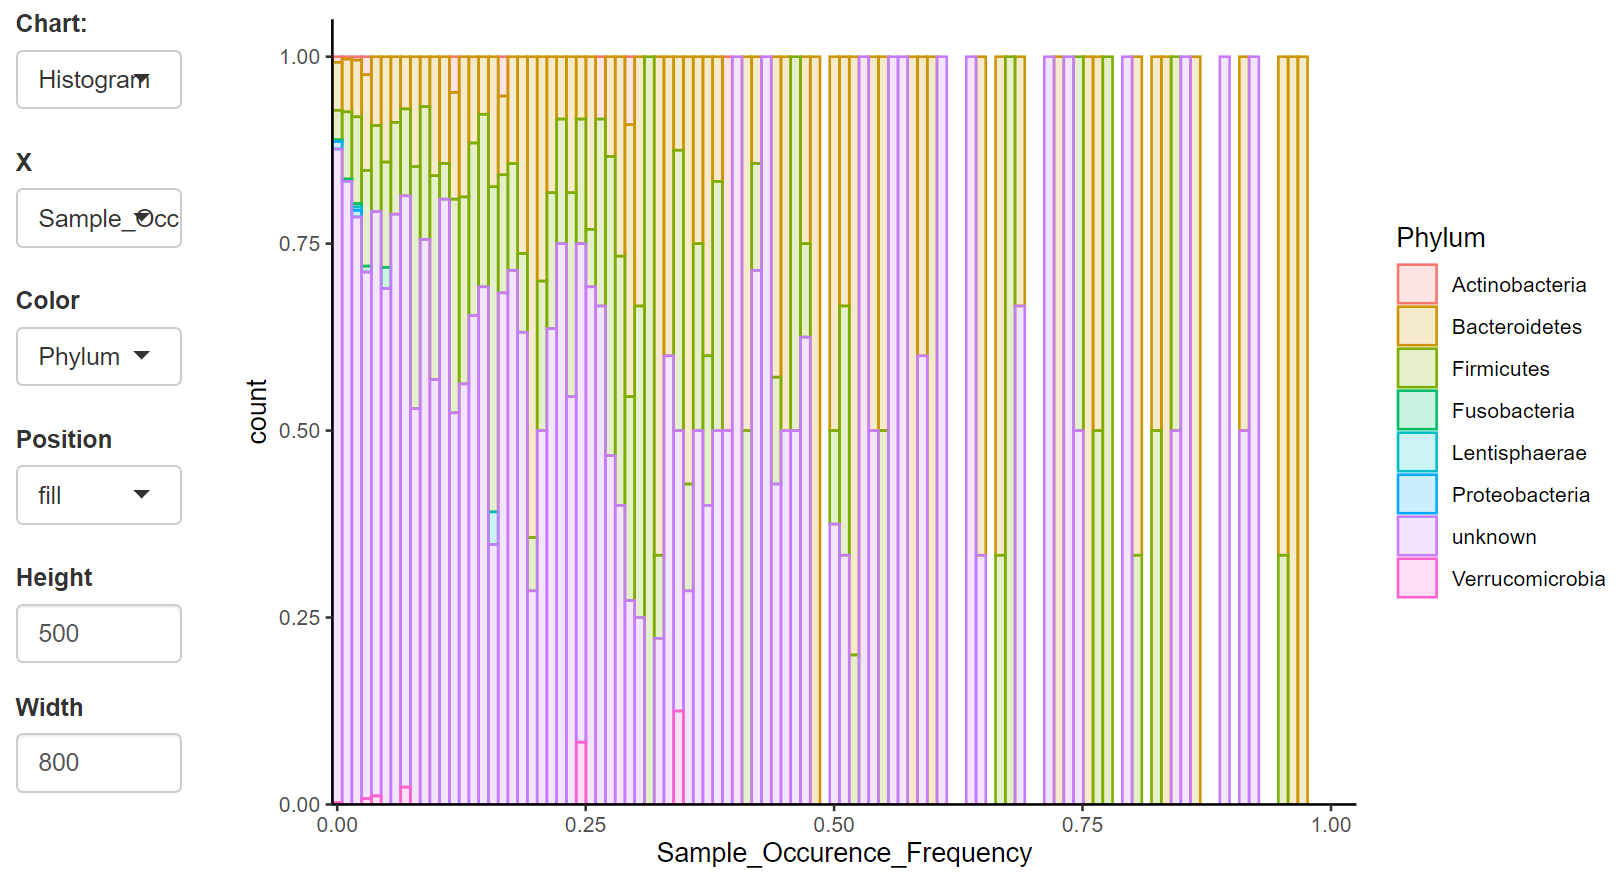 Chart:
Histogram
X
Sample_Occ
Color
Phylum
Position
fill
Height
500
Width
800
count
1.00
0.75
0.50
0.25
0.00
0.00 0.25 0.50 0.75 1.00
Sample_Occurence_Frequency
Phylum
Actinobacteria
Bacteroidetes
Firmicutes
Fusobacteria
Lentisphaerae
Proteobacteria
unknown
Verrucomicrobia